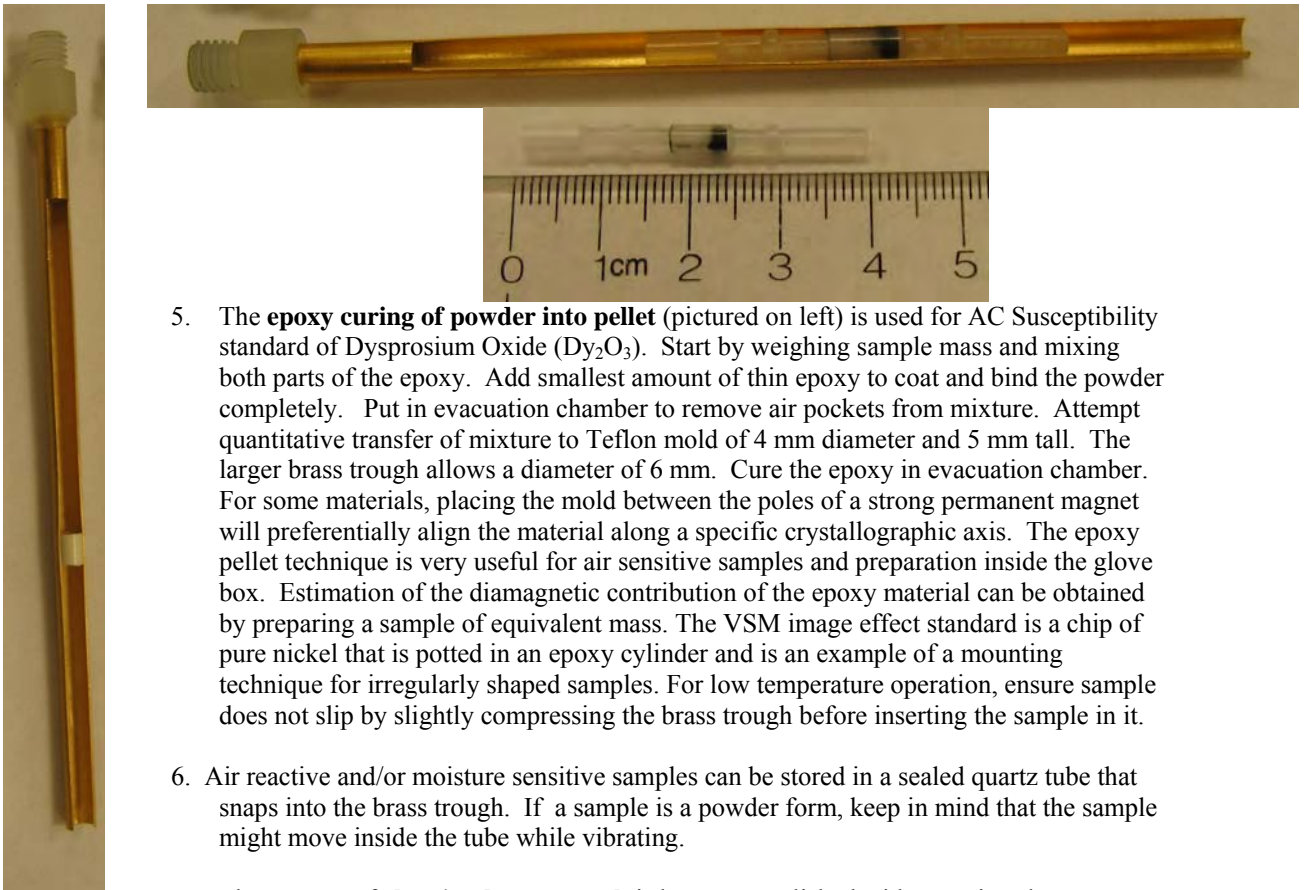 0 1cm 2 3 4 5
5. The epoxy curing of powder into pellet (pictured on left) is used for AC Susceptibility
standard of Dysprosium Oxide (Dy₂O₃). Start by weighing sample mass and mixing
both parts of the epoxy. Add smallest amount of thin epoxy to coat and bind the powder
completely. Put in evacuation chamber to remove air pockets from mixture. Attempt
quantitative transfer of mixture to Teflon mold of 4 mm diameter and 5 mm tall. The
larger brass trough allows a diameter of 6 mm. Cure the epoxy in evacuation chamber.
For some materials, placing the mold between the poles of a strong permanent magnet
will preferentially align the material along a specific crystallographic axis. The epoxy
pellet technique is very useful for air sensitive samples and preparation inside the glove
box. Estimation of the diamagnetic contribution of the epoxy material can be obtained
by preparing a sample of equivalent mass. The VSM image effect standard is a chip of
pure nickel that is potted in an epoxy cylinder and is an example of a mounting
technique for irregularly shaped samples. For low temperature operation, ensure sample
does not slip by slightly compressing the brass trough before inserting the sample in it.
6. Air reactive and/or moisture sensitive samples can be stored in a sealed quartz tube that
snaps into the brass trough. If a sample is a powder form, keep in mind that the sample
might move inside the tube while vibrating.